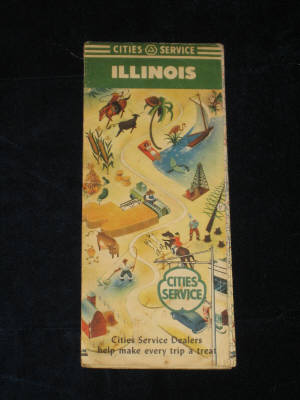 CITIES SERVICE
ILLINOIS
CITIES
SERVICE
Cities Service Dealers
help make every trip a treat